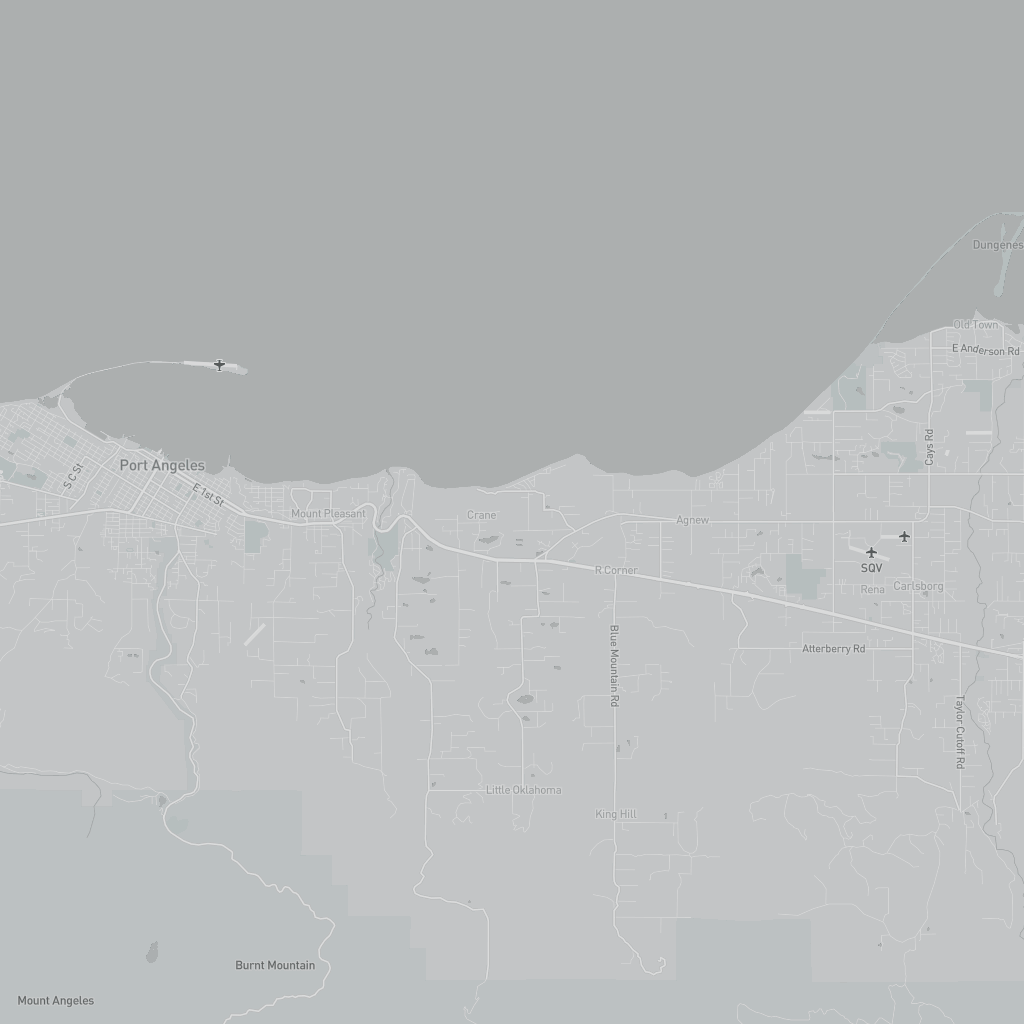 Dungenes
Old Town
E Anderson Rd
Cays Rd
Port Angeles
S C St
E 1st St
Mount Pleasant
Crane
Agnew
R Corner
SQV
Rena
Carlsborg
Blue Mountain Rd
Atterberry Rd
Taylor Cutoff Rd
Little Oklahoma
King Hill
Burnt Mountain
Mount Angeles